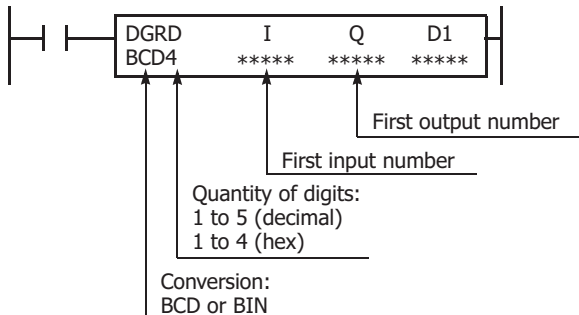 DGRD I Q D1
BCD4 ***** ***** *****
First output number
First input number
Quantity of digits:
1 to 5 (decimal)
1 to 4 (hex)
Conversion:
BCD or BIN